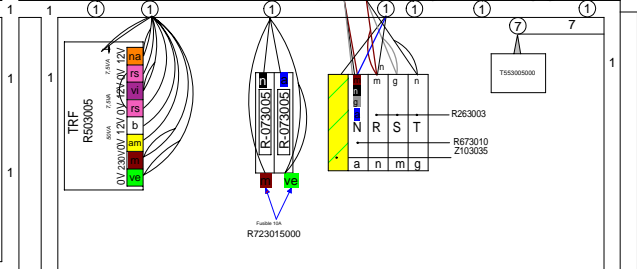 1 1 1 1 1 1 1
7 7
T553005000
1 1 1 1
TRF
R503005
7,5VA 7,5VA 50VA
12V na
0V rs
12V vi
0V rs
12V b
0V am
230V m
0V ve
n a
R-073005 R-073005
m ve
Fusible 10A
R723015000
n
m g n
n
g
a
N R S T
a n m g
R263003
R673010
Z103035
1